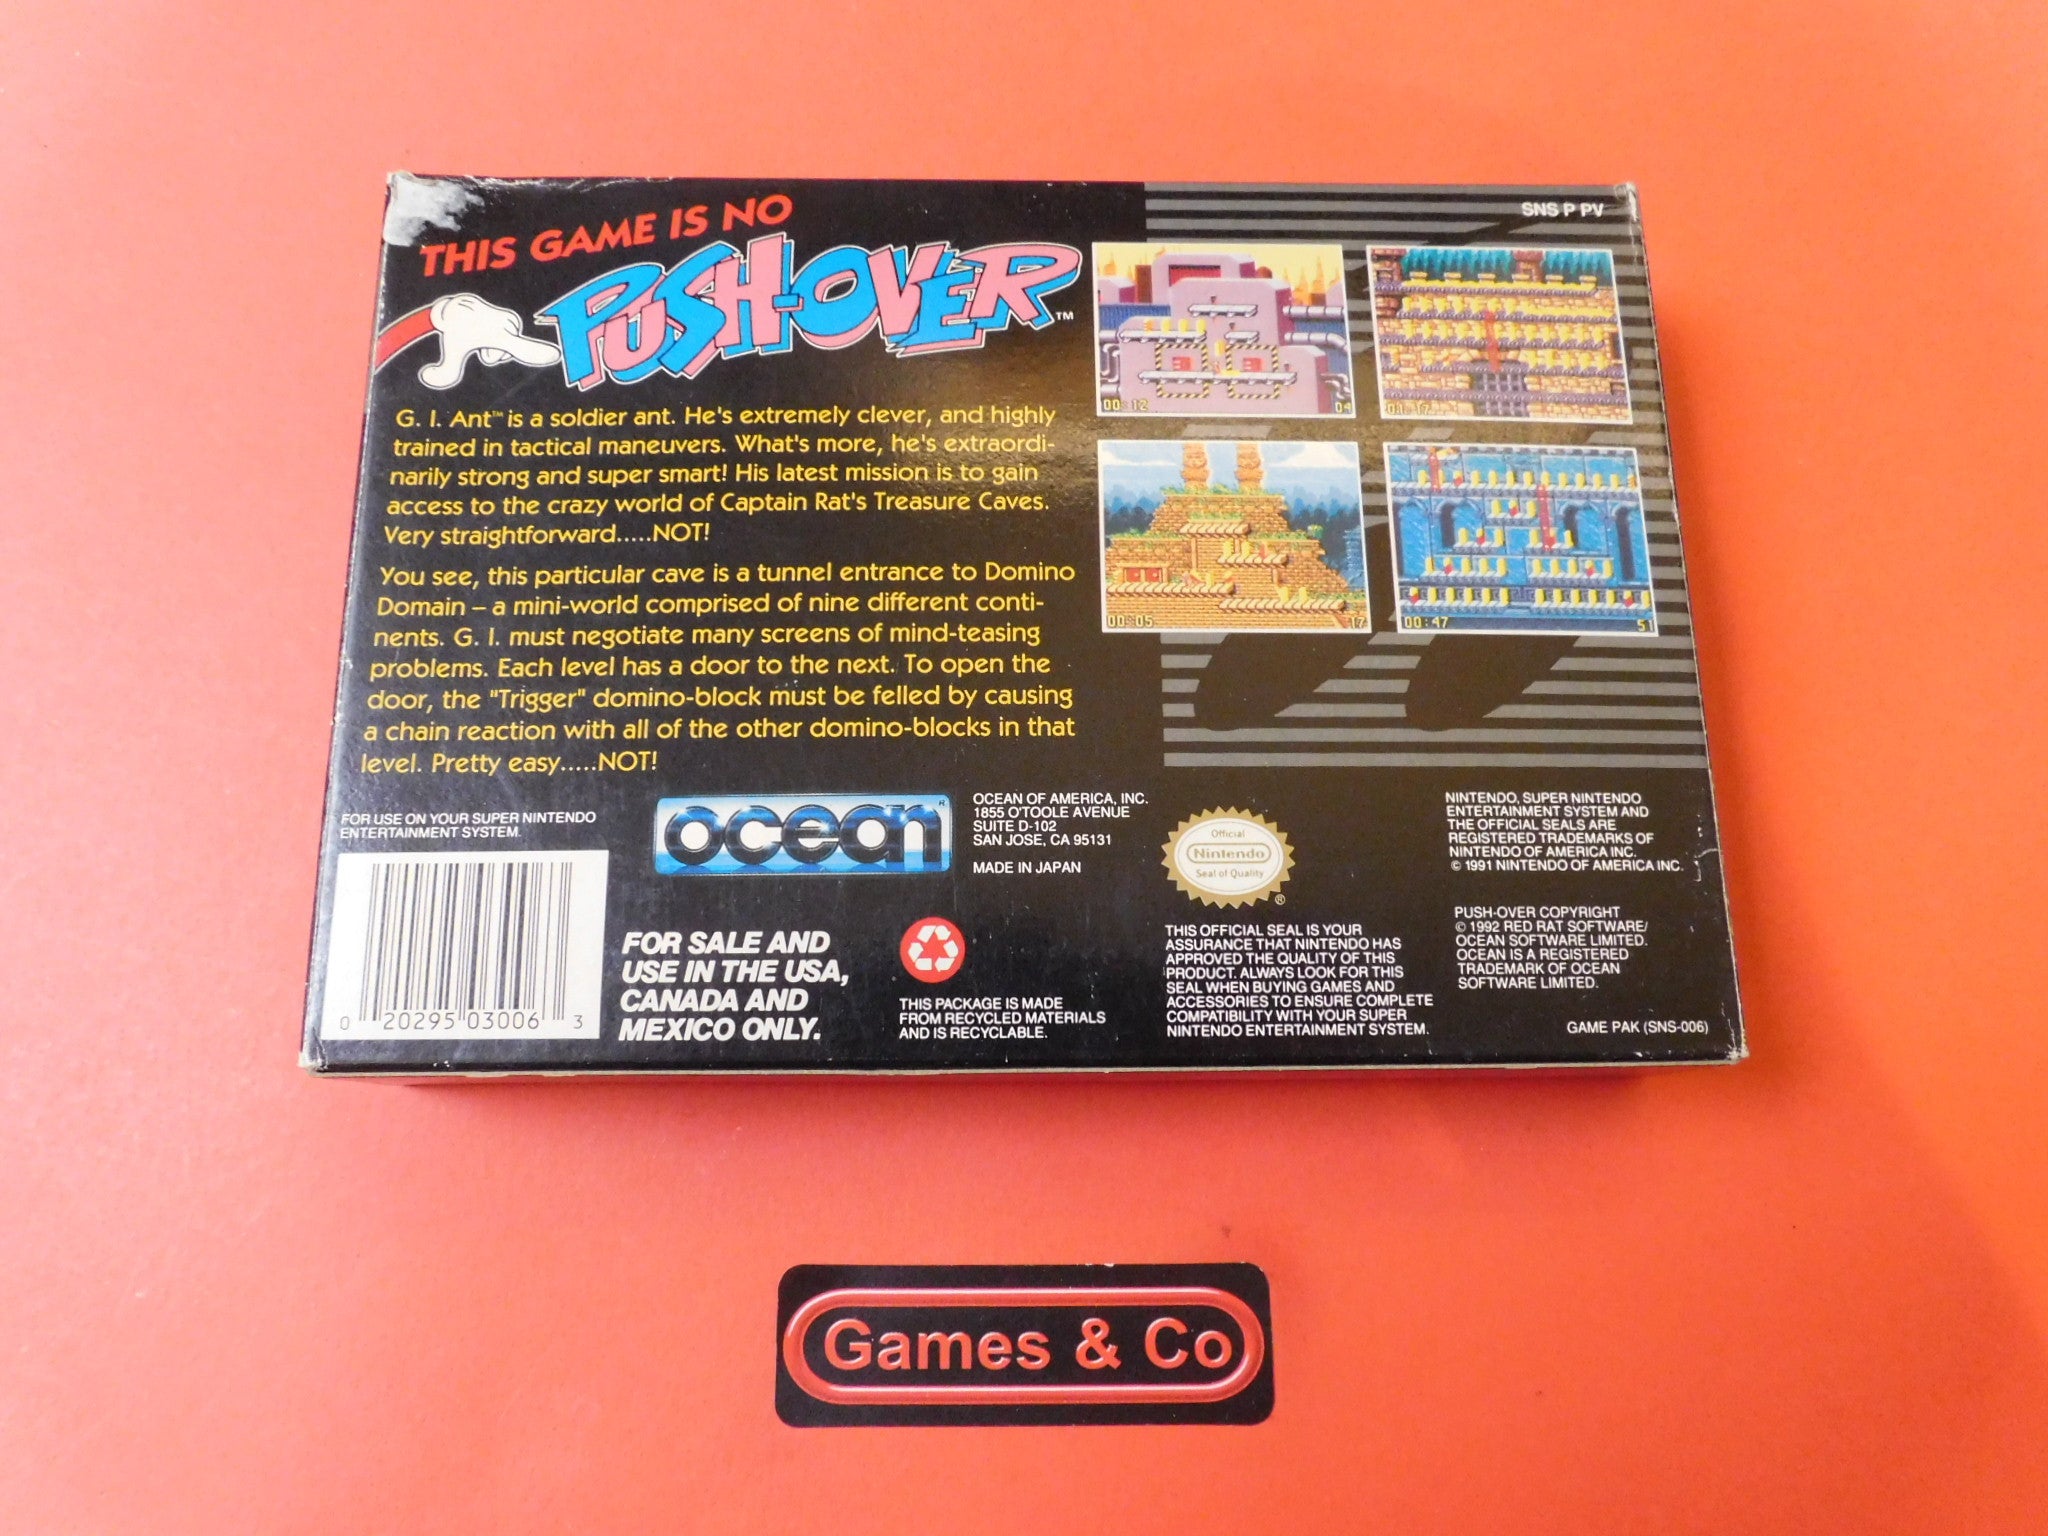 THIS GAME IS NO
PUSH-OVER™
SNS P PV
G. I. Ant™ is a soldier ant. He's extremely clever, and highly
trained in tactical maneuvers. What's more, he's extraordi-
narily strong and super smart! His latest mission is to gain
access to the crazy world of Captain Rat's Treasure Caves.
Very straightforward.....NOT!
You see, this particular cave is a tunnel entrance to Domino
Domain – a mini-world comprised of nine different conti-
nents. G. I. must negotiate many screens of mind-teasing
problems. Each level has a door to the next. To open the
door, the "Trigger" domino-block must be felled by causing
a chain reaction with all of the other domino-blocks in that
level. Pretty easy.....NOT!
00:12 04
01:17
00:05 17
00:47 51
FOR USE ON YOUR SUPER NINTENDO
ENTERTAINMENT SYSTEM.
0 20295 03006 3
ocean®
OCEAN OF AMERICA, INC.
1855 O'TOOLE AVENUE
SUITE D-102
SAN JOSE, CA 95131
MADE IN JAPAN
FOR SALE AND
USE IN THE USA,
CANADA AND
MEXICO ONLY.
THIS PACKAGE IS MADE
FROM RECYCLED MATERIALS
AND IS RECYCLABLE.
Official
Nintendo
Seal of Quality
®
THIS OFFICIAL SEAL IS YOUR
ASSURANCE THAT NINTENDO HAS
APPROVED THE QUALITY OF THIS
PRODUCT. ALWAYS LOOK FOR THIS
SEAL WHEN BUYING GAMES AND
ACCESSORIES TO ENSURE COMPLETE
COMPATIBILITY WITH YOUR SUPER
NINTENDO ENTERTAINMENT SYSTEM.
NINTENDO, SUPER NINTENDO
ENTERTAINMENT SYSTEM AND
THE OFFICIAL SEALS ARE
REGISTERED TRADEMARKS OF
NINTENDO OF AMERICA INC.
© 1991 NINTENDO OF AMERICA INC.
PUSH-OVER COPYRIGHT
© 1992 RED RAT SOFTWARE/
OCEAN SOFTWARE LIMITED.
OCEAN IS A REGISTERED
TRADEMARK OF OCEAN
SOFTWARE LIMITED.
GAME PAK (SNS-006)
Games & Co